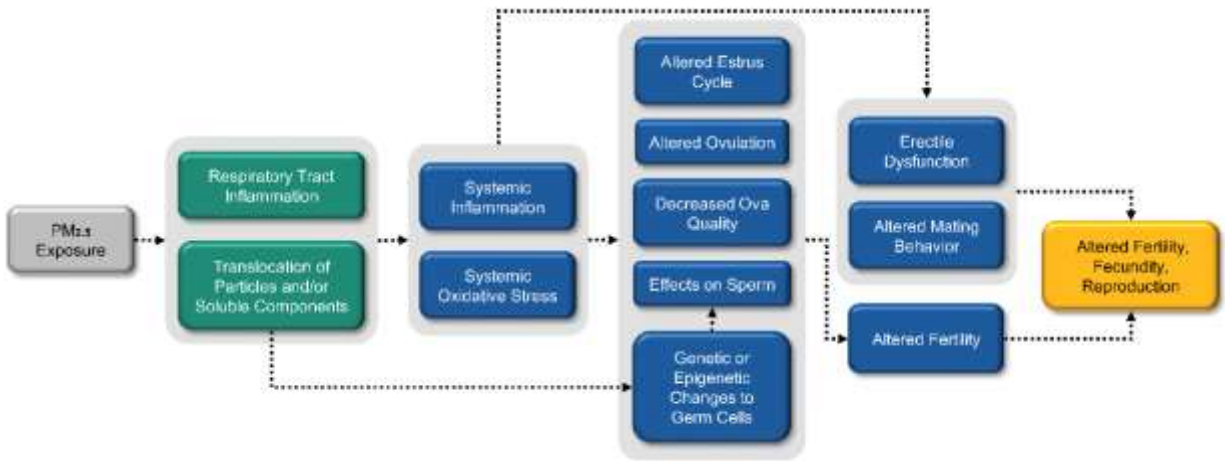 PM2.5
Exposure
Respiratory Tract
Inflammation
Translocation of
Particles and/or
Soluble Components
Systemic
Inflammation
Systemic
Oxidative Stress
Altered Estrus
Cycle
Altered Ovulation
Decreased Ova
Quality
Effects on Sperm
Genetic or
Epigenetic
Changes to
Germ Cells
Erectile
Dysfunction
Altered Mating
Behavior
Altered Fertility
Altered Fertility,
Fecundity,
Reproduction